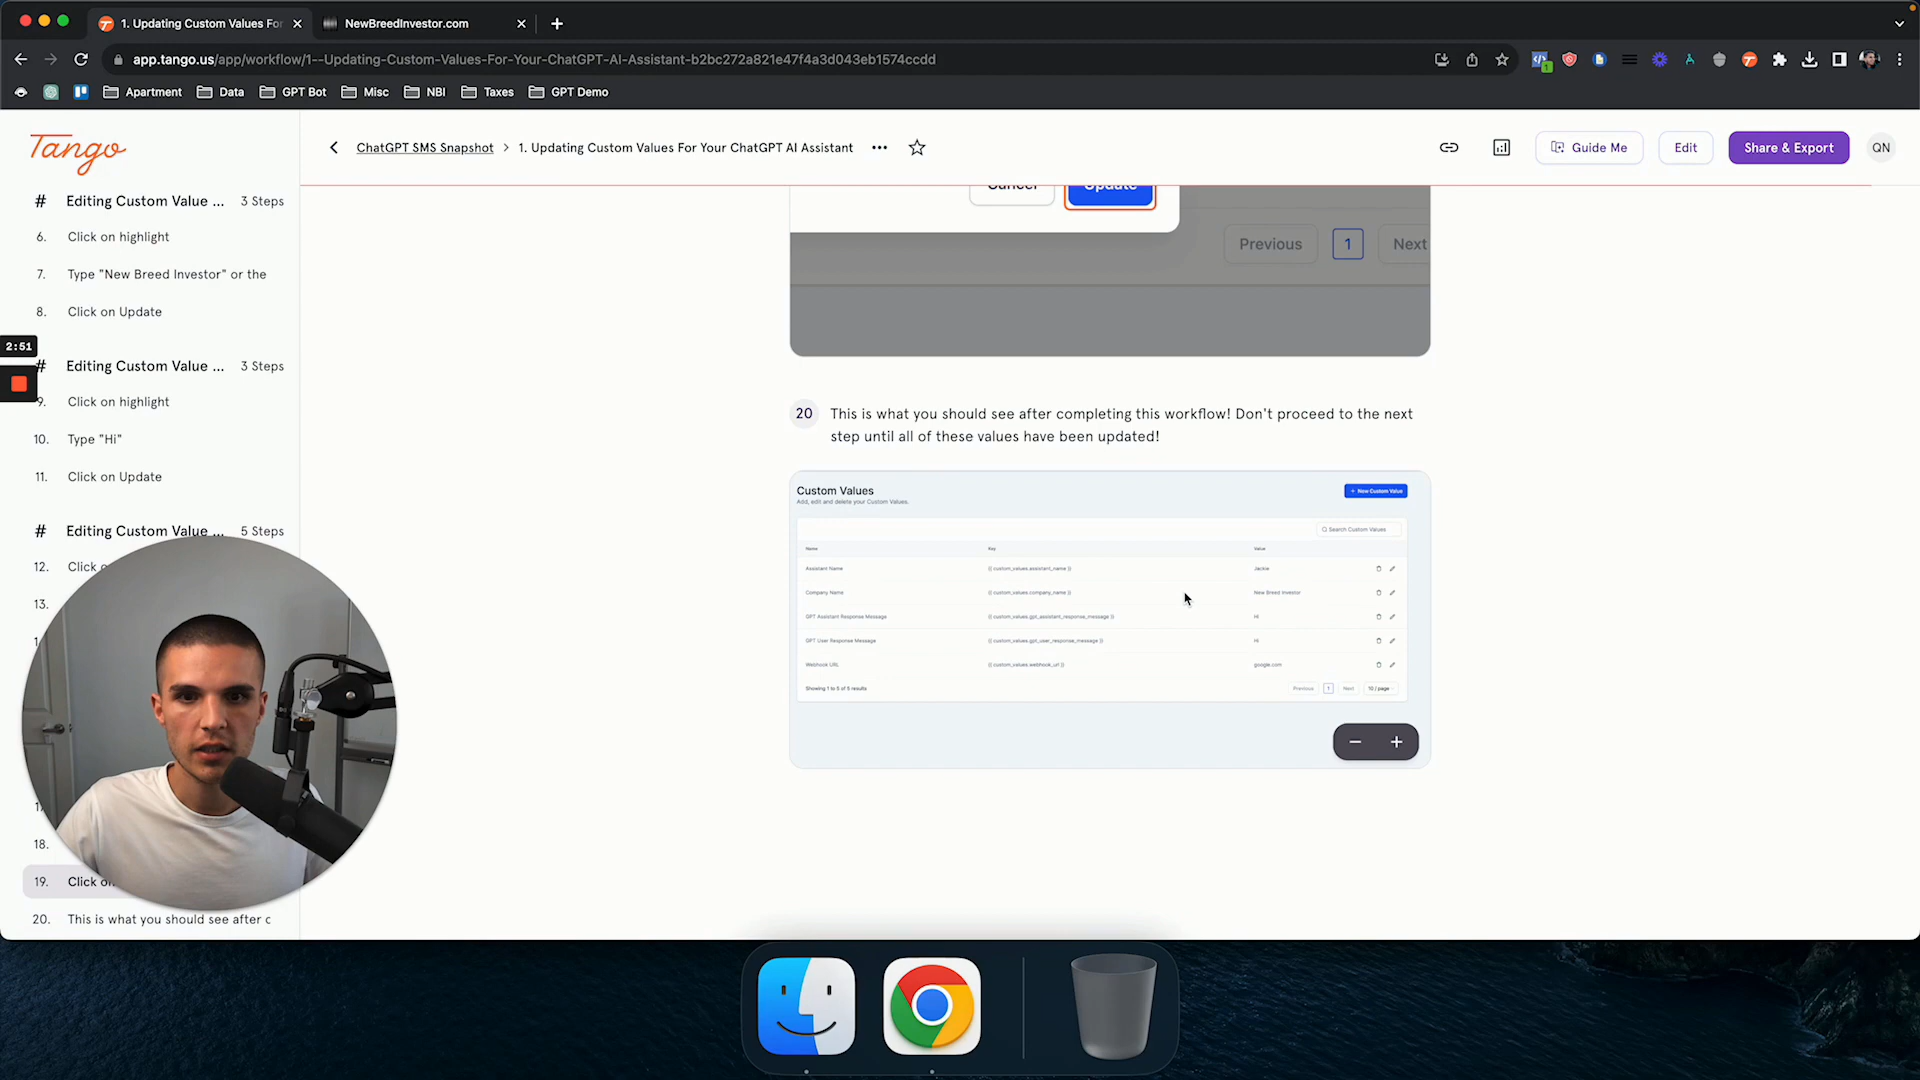 1. Updating Custom Values For
NewBreedInvestor.com
app.tango.us/app/workflow/1--Updating-Custom-Values-For-Your-ChatGPT-AI-Assistant-b2bc272a821e47f4a3d043eb1574ccdd
Apartment
Data
GPT Bot
Misc
NBI
Taxes
GPT Demo
Tango
ChatGPT SMS Snapshot > 1. Updating Custom Values For Your ChatGPT AI Assistant
Guide Me
Edit
Share & Export
QN
# Editing Custom Value ... 3 Steps
6. Click on highlight
7. Type "New Breed Investor" or the
8. Click on Update
2:51
# Editing Custom Value ... 3 Steps
9. Click on highlight
10. Type "Hi"
11. Click on Update
# Editing Custom Value ... 5 Steps
12.
13.
18.
19. Click
20. This is what you should see after c
Cancel
Update
Previous
1
Next
20 This is what you should see after completing this workflow! Don't proceed to the next
step until all of these values have been updated!
Custom Values
Add, edit and delete your Custom Values.
+ New Custom Value
Search Custom Values
Name Key Value
Assistant Name {{ custom_values.assistant_name }} Jackie
Company Name {{ custom_values.company_name }} New Breed Investor
GPT Assistant Response Message {{ custom_values.gpt_assistant_response_message }} Hi
GPT User Response Message {{ custom_values.gpt_user_response_message }} Hi
Webhook URL {{ custom_values.webhook_url }} google.com
Showing 1 to 5 of 5 results
Previous 1 Next 10 / page